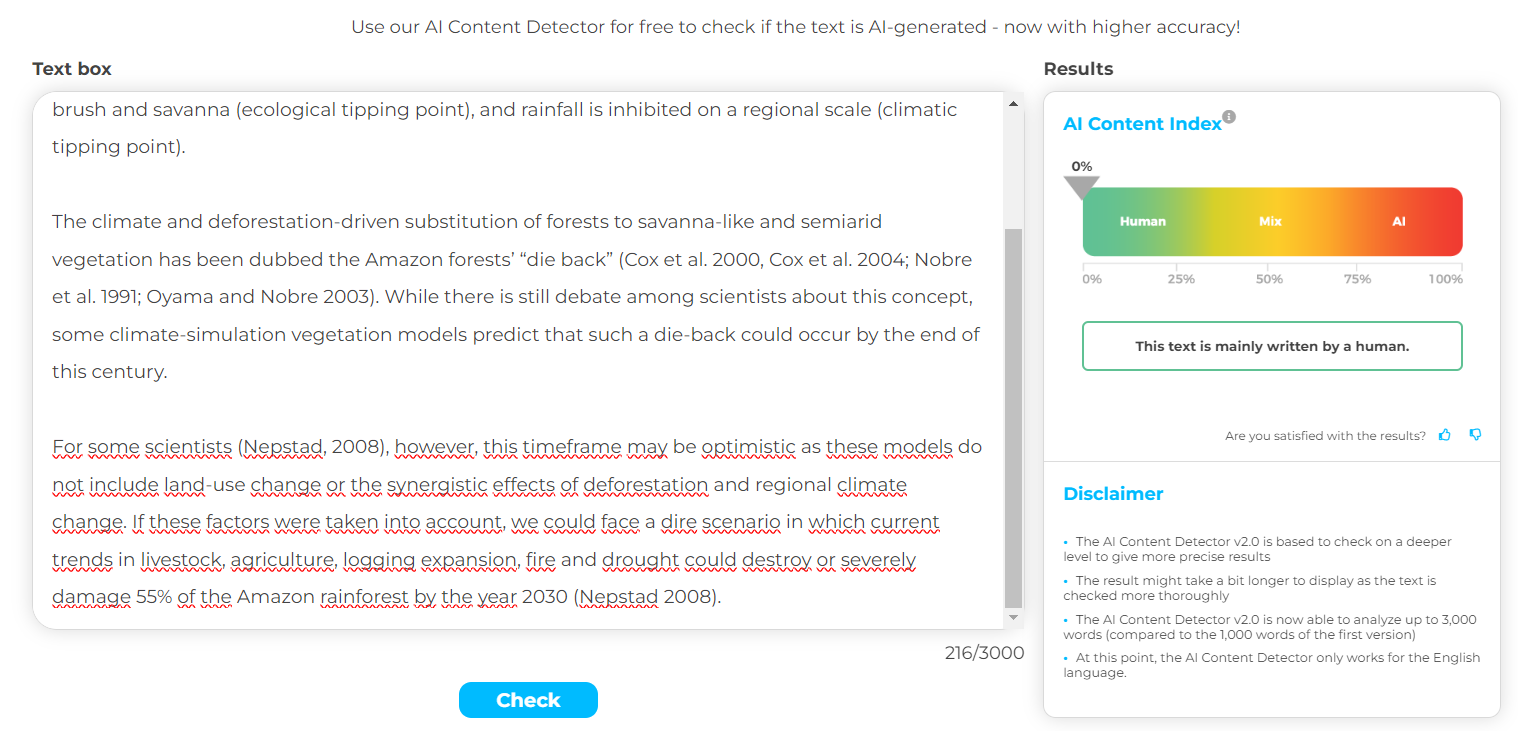 Use our AI Content Detector for free to check if the text is AI-generated - now with higher accuracy!
Text box
brush and savanna (ecological tipping point), and rainfall is inhibited on a regional scale (climatic
tipping point).
The climate and deforestation-driven substitution of forests to savanna-like and semiarid
vegetation has been dubbed the Amazon forests’ “die back” (Cox et al. 2000, Cox et al. 2004; Nobre
et al. 1991; Oyama and Nobre 2003). While there is still debate among scientists about this concept,
some climate-simulation vegetation models predict that such a die-back could occur by the end of
this century.
For some scientists (Nepstad, 2008), however, this timeframe may be optimistic as these models do
not include land-use change or the synergistic effects of deforestation and regional climate
change. If these factors were taken into account, we could face a dire scenario in which current
trends in livestock, agriculture, logging expansion, fire and drought could destroy or severely
damage 55% of the Amazon rainforest by the year 2030 (Nepstad 2008).
216/3000
Check
Results
AI Content Index
0%
Human Mix AI
0% 25% 50% 75% 100%
This text is mainly written by a human.
Are you satisfied with the results?
Disclaimer
• The AI Content Detector v2.0 is based to check on a deeper
level to give more precise results
• The result might take a bit longer to display as the text is
checked more thoroughly
• The AI Content Detector v2.0 is now able to analyze up to 3,000
words (compared to the 1,000 words of the first version)
• At this point, the AI Content Detector only works for the English
language.